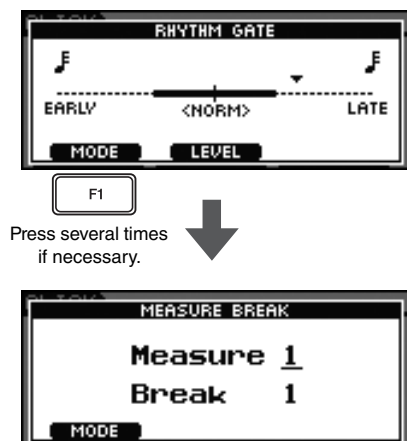 RHYTHM GATE
EARLY <NORM> LATE
MODE LEVEL
F1
Press several times
if necessary.
MEASURE BREAK
Measure 1
Break 1
MODE